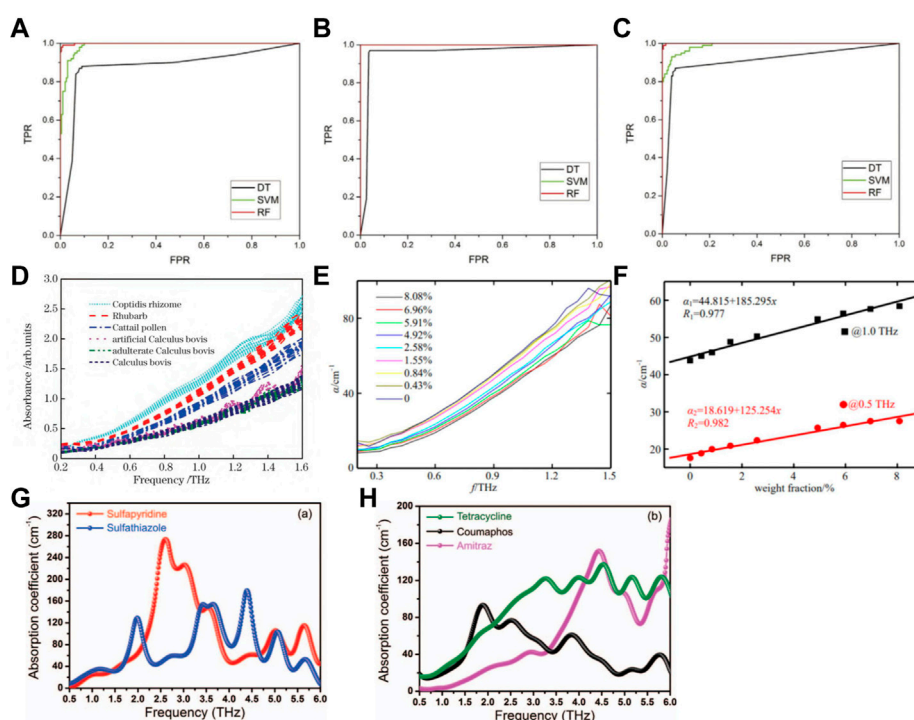 A
TPR
1.0
0.8
0.6
0.4
0.2
0.0
0.0 0.2 0.4 0.6 0.8 1.0
FPR
DT
SVM
RF
B
TPR
1.0
0.8
0.6
0.4
0.2
0.0
0.0 0.2 0.4 0.6 0.8 1.0
FPR
DT
SVM
RF
C
TPR
1.0
0.8
0.6
0.4
0.2
0.0
0.0 0.2 0.4 0.6 0.8 1.0
FPR
DT
SVM
RF
D
Absorbance /arb.units
3.0
2.5
2.0
1.5
1.0
0.5
0
0.2 0.4 0.6 0.8 1.0 1.2 1.4 1.6
Frequency /THz
Coptidis rhizome
Rhubarb
Cattail pollen
artificial Calculus bovis
adulterate Calculus bovis
Calculus bovis
E
α/cm⁻¹
80
40
0
0.3 0.6 0.9 1.2 1.5
f/THz
8.08%
6.96%
5.91%
4.92%
2.58%
1.55%
0.84%
0.43%
0
F
α/cm⁻¹
60
40
20
0 2 4 6 8
weight fraction/%
α₁=44.815+185.295x
R₁=0.977
@1.0 THz
α₂=18.619+125.254x
R₂=0.982
@0.5 THz
G
(a)
Sulfapyridine
Sulfathiazole
Absorption coefficient (cm⁻¹)
320
280
240
200
160
120
80
40
0
0.5 1.0 1.5 2.0 2.5 3.0 3.5 4.0 4.5 5.0 5.5 6.0
Frequency (THz)
H
(b)
Tetracycline
Coumaphos
Amitraz
Absorption coefficient (cm⁻¹)
200
160
120
80
40
0
0.5 1.0 1.5 2.0 2.5 3.0 3.5 4.0 4.5 5.0 5.5 6.0
Frequency (THz)